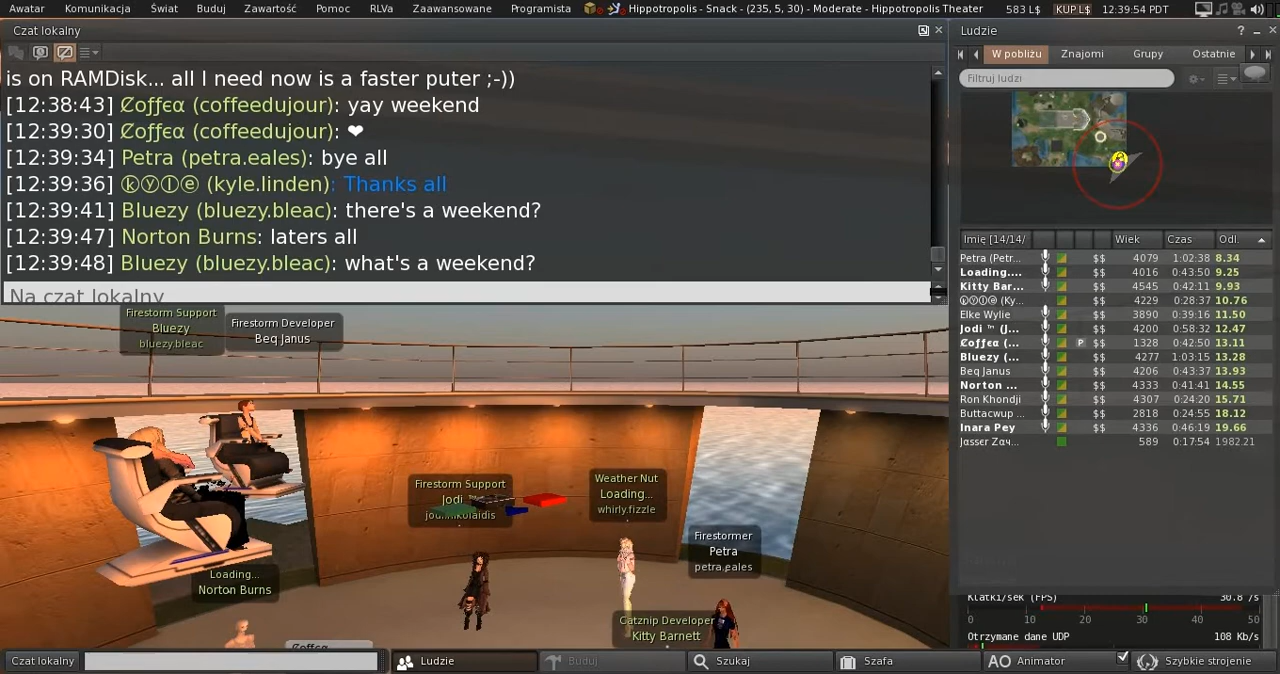 Awatar Komunikacja Świat Buduj Zawartość Pomoc RLVa Zaawansowane Programista Hippotropolis - Snack - (235, 5, 30) - Moderate - Hippotropolis Theater 583 L$ KUP L$ 12:39:54 PDT
Czat lokalny
is on RAMDisk... all I need now is a faster puter ;-))
[12:38:43] Ȼoƒƒєα (coffeedujour): yay weekend
[12:39:30] Ȼoƒƒєα (coffeedujour): ❤
[12:39:34] Petra (petra.eales): bye all
[12:39:36] ⓚⓨⓛⓔ (kyle.linden): Thanks all
[12:39:41] Bluezy (bluezy.bleac): there's a weekend?
[12:39:47] Norton Burns: laters all
[12:39:48] Bluezy (bluezy.bleac): what's a weekend?
Na czat lokalny
Ludzie
? –
W pobliżu Znajomi Grupy Ostatnie
Filtruj ludzi
Imię [14/14/ Wiek Czas Odl.
Petra (Petr... $$ 4079 1:02:38 8.34
Loading.... $$ 4016 0:43:50 9.25
Kitty Bar... $$ 4545 0:42:11 9.93
ⓚⓨⓛⓔ (Ky... $$ 4229 0:28:37 10.76
Elke Wylie $$ 3890 0:39:16 11.50
Jodi ™ (J... $$ 4200 0:58:32 12.47
Ȼoƒƒєα (... P $$ 1328 0:42:50 13.11
Bluezy (... $$ 4277 1:03:15 13.28
Beq Janus $$ 4206 0:43:37 13.93
Norton ... $$ 4333 0:41:41 14.55
Ron Khondji $$ 4307 0:24:20 15.71
Buttacwup ... $$ 2818 0:24:55 18.12
Inara Pey $$ 4336 0:46:19 19.66
589 0:17:54 1982.21
Klatki/sek (FPS) 30.8 /s
0 10 20 30 40 50
Otrzymane dane UDP 108 Kb/s
Firestorm Support
Bluezy
bluezy.bleac
Firestorm Developer
Beq Janus
Firestorm Support
Jodi
Weather Nut
Loading...
whirly.fizzle
Firestormer
Petra
petra.eales
Loading...
Norton Burns
Catznip Developer
Kitty Barnett
Czat lokalny Ludzie Buduj Szukaj Szafa AO Animator Szybkie strojenie